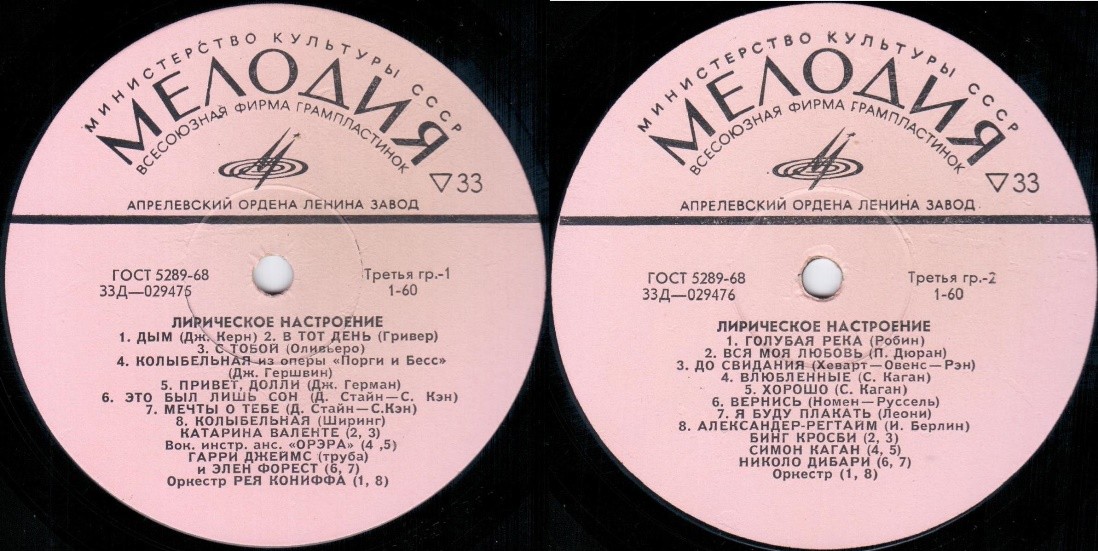 МИНИСТЕРСТВО КУЛЬТУРЫ СССР
МЕЛОДИЯ
ВСЕСОЮЗНАЯ ФИРМА ГРАМПЛАСТИНОК
▽33
АПРЕЛЕВСКИЙ ОРДЕНА ЛЕНИНА ЗАВОД
ГОСТ 5289-68
33Д—029475
Третья гр.-1
1-60
ЛИРИЧЕСКОЕ НАСТРОЕНИЕ
1. ДЫМ (Дж. Керн) 2. В ТОТ ДЕНЬ (Гривер)
3. С ТОБОЙ (Оливьеро)
4. КОЛЫБЕЛЬНАЯ из оперы «Порги и Бесс»
(Дж. Гершвин)
5. ПРИВЕТ, ДОЛЛИ (Дж. Герман)
6. ЭТО БЫЛ ЛИШЬ СОН (Д. Стайн—С. Кэн)
7. МЕЧТЫ О ТЕБЕ (Д. Стайн—С.Кэн)
8. КОЛЫБЕЛЬНАЯ (Ширинг)
КАТАРИНА ВАЛЕНТЕ (2, 3)
Вок. инстр. анс. «ОРЭРА» (4 ,5)
ГАРРИ ДЖЕЙМС (труба)
и ЭЛЕН ФОРЕСТ (6, 7)
Оркестр РЕЯ КОНИФФА (1, 8)
МИНИСТЕРСТВО КУЛЬТУРЫ СССР
МЕЛОДИЯ
ВСЕСОЮЗНАЯ ФИРМА ГРАМПЛАСТИНОК
▽33
АПРЕЛЕВСКИЙ ОРДЕНА ЛЕНИНА ЗАВОД
ГОСТ 5289-68
33Д—029476
Третья гр.-2
1-60
ЛИРИЧЕСКОЕ НАСТРОЕНИЕ
1. ГОЛУБАЯ РЕКА (Робин)
2. ВСЯ МОЯ ЛЮБОВЬ (П. Дюран)
3. ДО СВИДАНИЯ (Хеварт—Овенс—Рэн)
4. ВЛЮБЛЕННЫЕ (С. Каган)
5. ХОРОШО (С. Каган)
6. ВЕРНИСЬ (Номен—Руссель)
7. Я БУДУ ПЛАКАТЬ (Леони)
8. АЛЕКСАНДЕР-РЕГТАЙМ (И. Берлин)
БИНГ КРОСБИ (2, 3)
СИМОН КАГАН (4, 5)
НИКОЛО ДИБАРИ (6, 7)
Оркестр (1, 8)